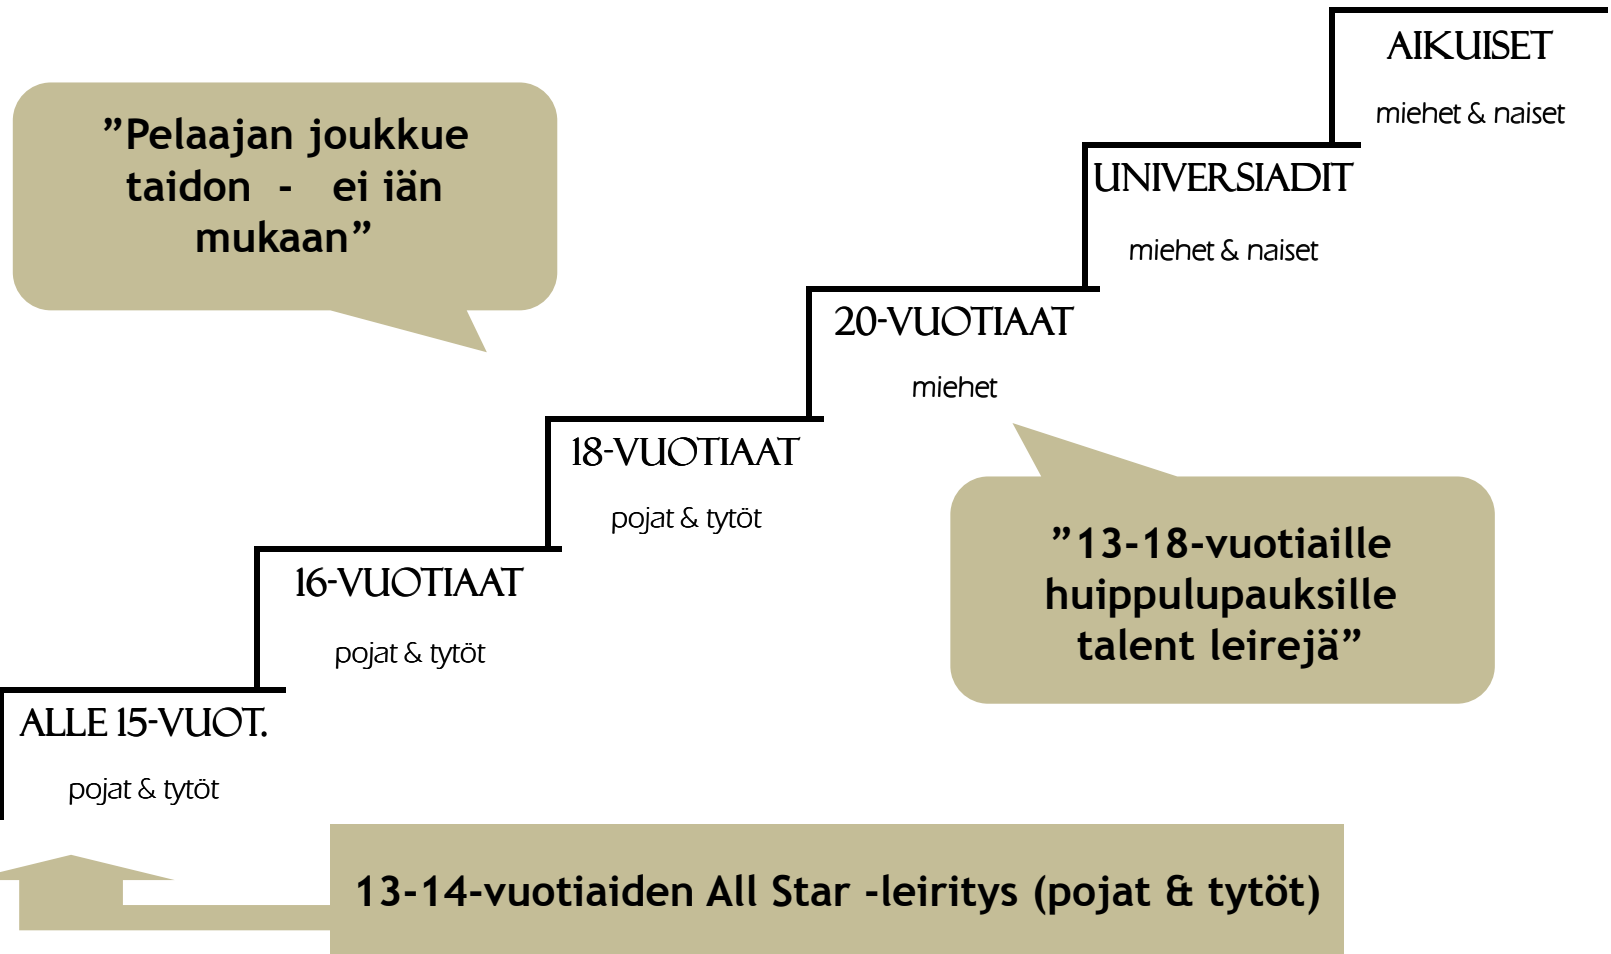 AIKUISET
miehet & naiset
”Pelaajan joukkue
taidon - ei iän
mukaan”
UNIVERSIADIT
miehet & naiset
20-VUOTIAAT
miehet
18-VUOTIAAT
pojat & tytöt
”13-18-vuotiaille
huippulupauksille
talent leirejä”
16-VUOTIAAT
pojat & tytöt
ALLE 15-VUOT.
pojat & tytöt
13-14-vuotiaiden All Star -leiritys (pojat & tytöt)